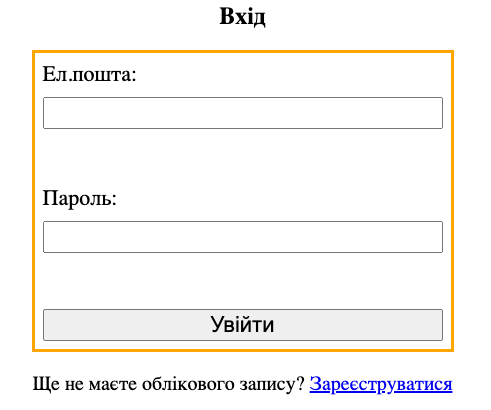 Вхід
Ел.пошта:
Пароль:
Увійти
Ще не маєте облікового запису? Зареєструватися